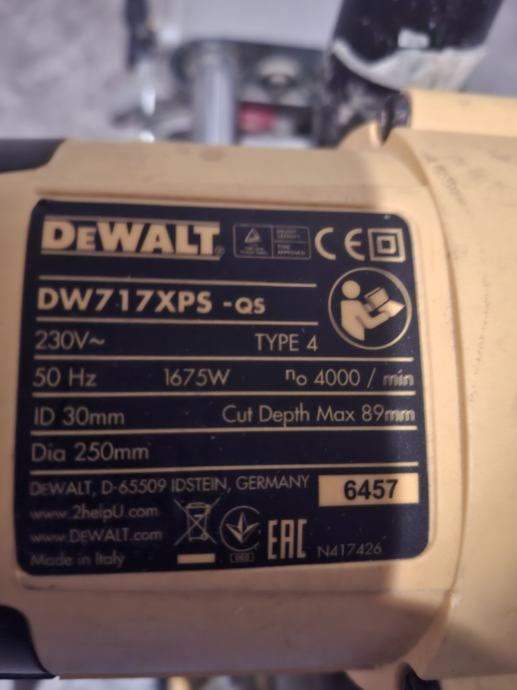 DEWALT
CE
DW717XPS -QS
230V~ TYPE 4
50 Hz 1675W no 4000 / min
ID 30mm Cut Depth Max 89mm
Dia 250mm
DEWALT, D-65509 IDSTEIN, GERMANY 6457
www.2helpU.com
www.DEWALT.com
Made in Italy
EAC N417426